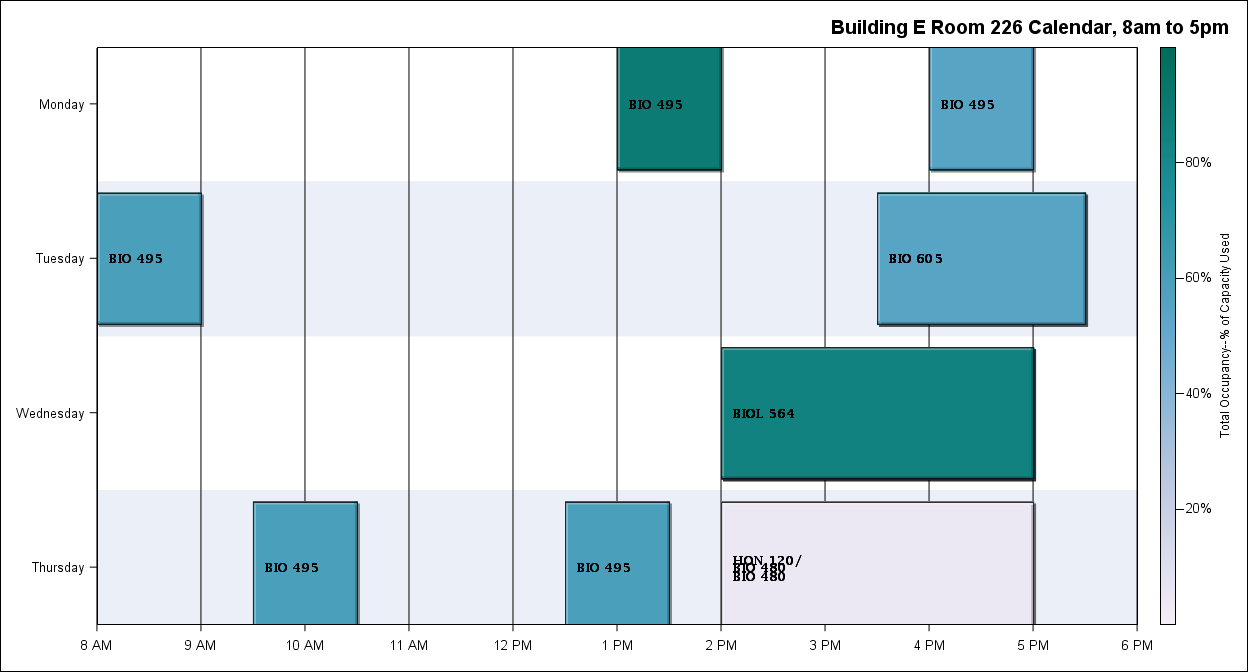 Building E Room 226 Calendar, 8am to 5pm
Monday
BIO 495
BIO 495
Tuesday
BIO 495
BIO 605
Wednesday
BIOL 564
Thursday
BIO 495
BIO 495
HON 120/
BIO 480
BIO 480
8 AM
9 AM
10 AM
11 AM
12 PM
1 PM
2 PM
3 PM
4 PM
5 PM
6 PM
80%
60%
40%
20%
Total Occupancy--% of Capacity Used